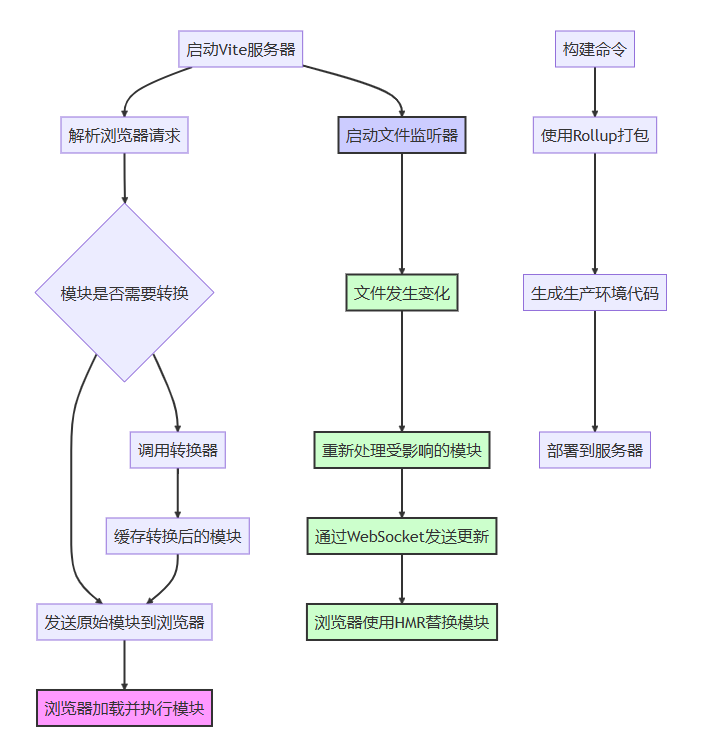 启动Vite服务器
构建命令
解析浏览器请求
启动文件监听器
使用Rollup打包
模块是否需要转换
文件发生变化
生成生产环境代码
调用转换器
重新处理受影响的模块
部署到服务器
缓存转换后的模块
通过WebSocket发送更新
发送原始模块到浏览器
浏览器使用HMR替换模块
浏览器加载并执行模块